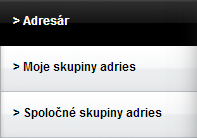 > Adresár
> Moje skupiny adries
> Spoločné skupiny adries